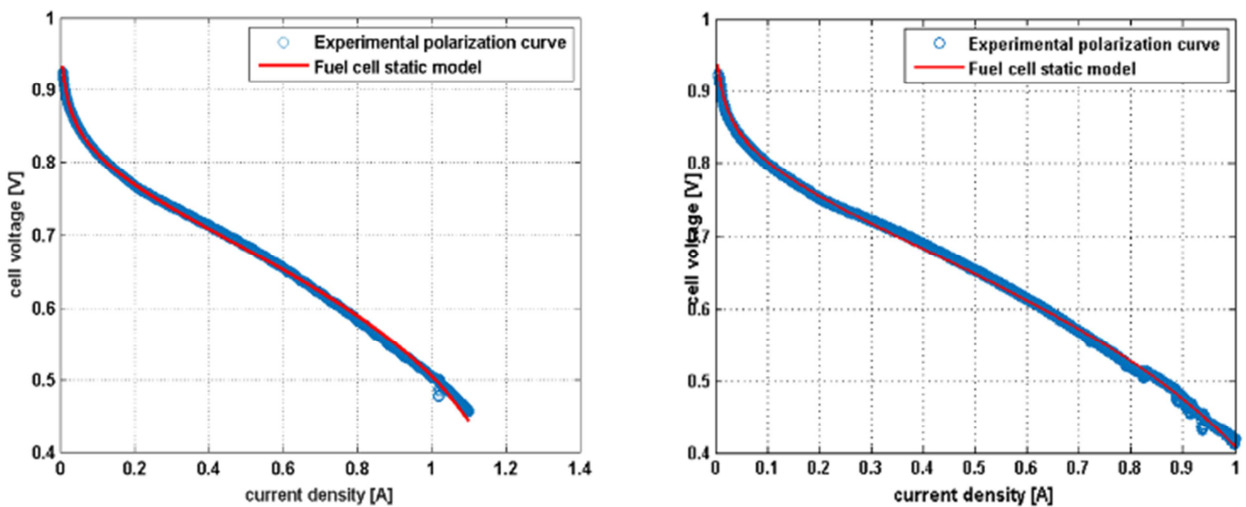 1
0.9
0.8
0.7
0.6
0.5
0.4
cell voltage [V]
Experimental polarization curve
Fuel cell static model
0 0.2 0.4 0.6 0.8 1 1.2 1.4
current density [A]
1
0.9
0.8
0.7
0.6
0.5
0.4
cell voltage [V]
Experimental polarization curve
Fuel cell static model
0 0.1 0.2 0.3 0.4 0.5 0.6 0.7 0.8 0.9 1
current density [A]